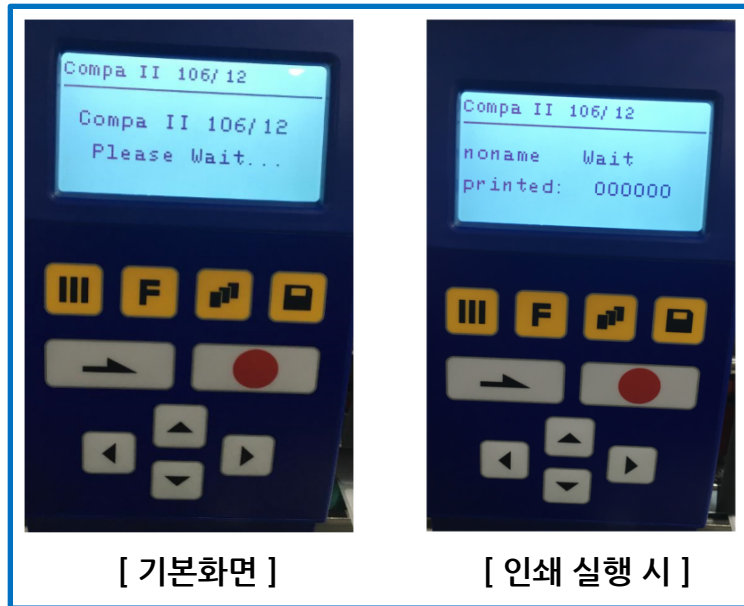 Compa II 106/12
Compa II 106/12
Please Wait...
F
[ 기본화면 ]
Compa II 106/12
noname Wait
printed: 000000
F
[ 인쇄 실행 시 ]